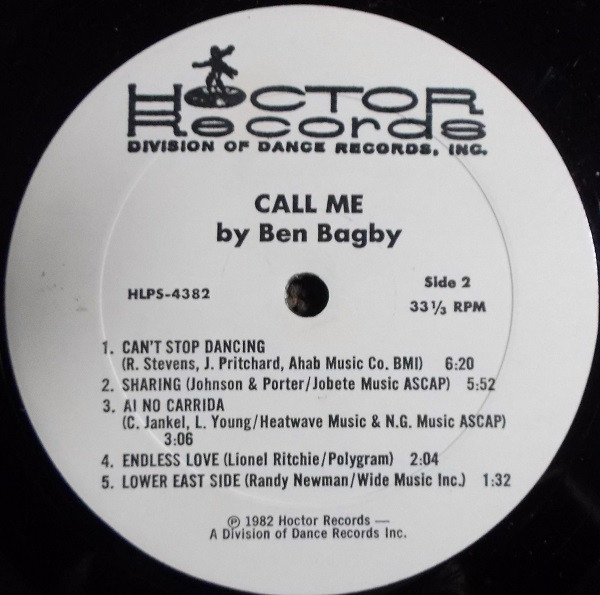 HOCTOR
Records
DIVISION OF DANCE RECORDS, INC.
CALL ME
by Ben Bagby
HLPS-4382
Side 2
33 1/3 RPM
1. CAN'T STOP DANCING
(R. Stevens, J. Pritchard, Ahab Music Co. BMI) 6:20
2. SHARING (Johnson & Porter/Jobete Music ASCAP) 5:52
3. AI NO CARRIDA
(C. Jankel, L. Young/Heatwave Music & N.G. Music ASCAP)
3:06
4. ENDLESS LOVE (Lionel Ritchie/Polygram) 2:04
5. LOWER EAST SIDE (Randy Newman/Wide Music Inc.) 1:32
℗ 1982 Hoctor Records —
A Division of Dance Records Inc.